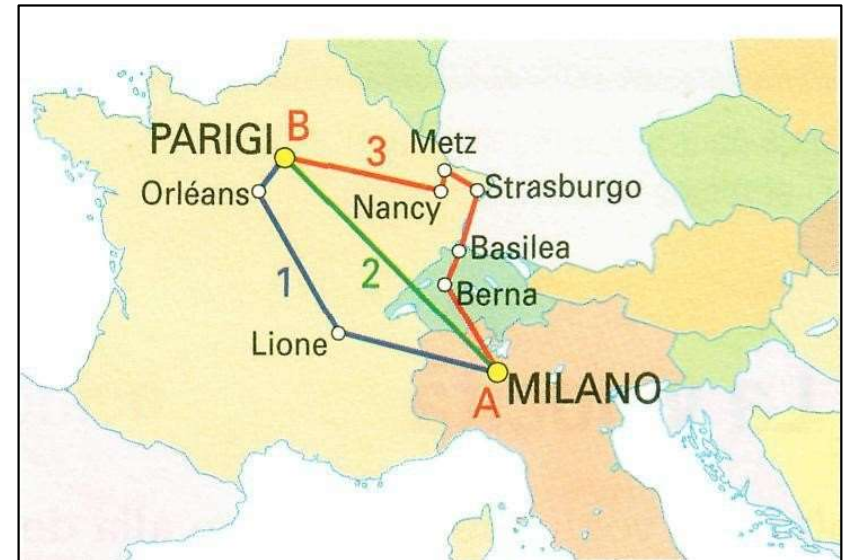 PARIGI B
3
Metz
Orléans
Nancy
Strasburgo
Basilea
1
2
Berna
Lione
A
MILANO